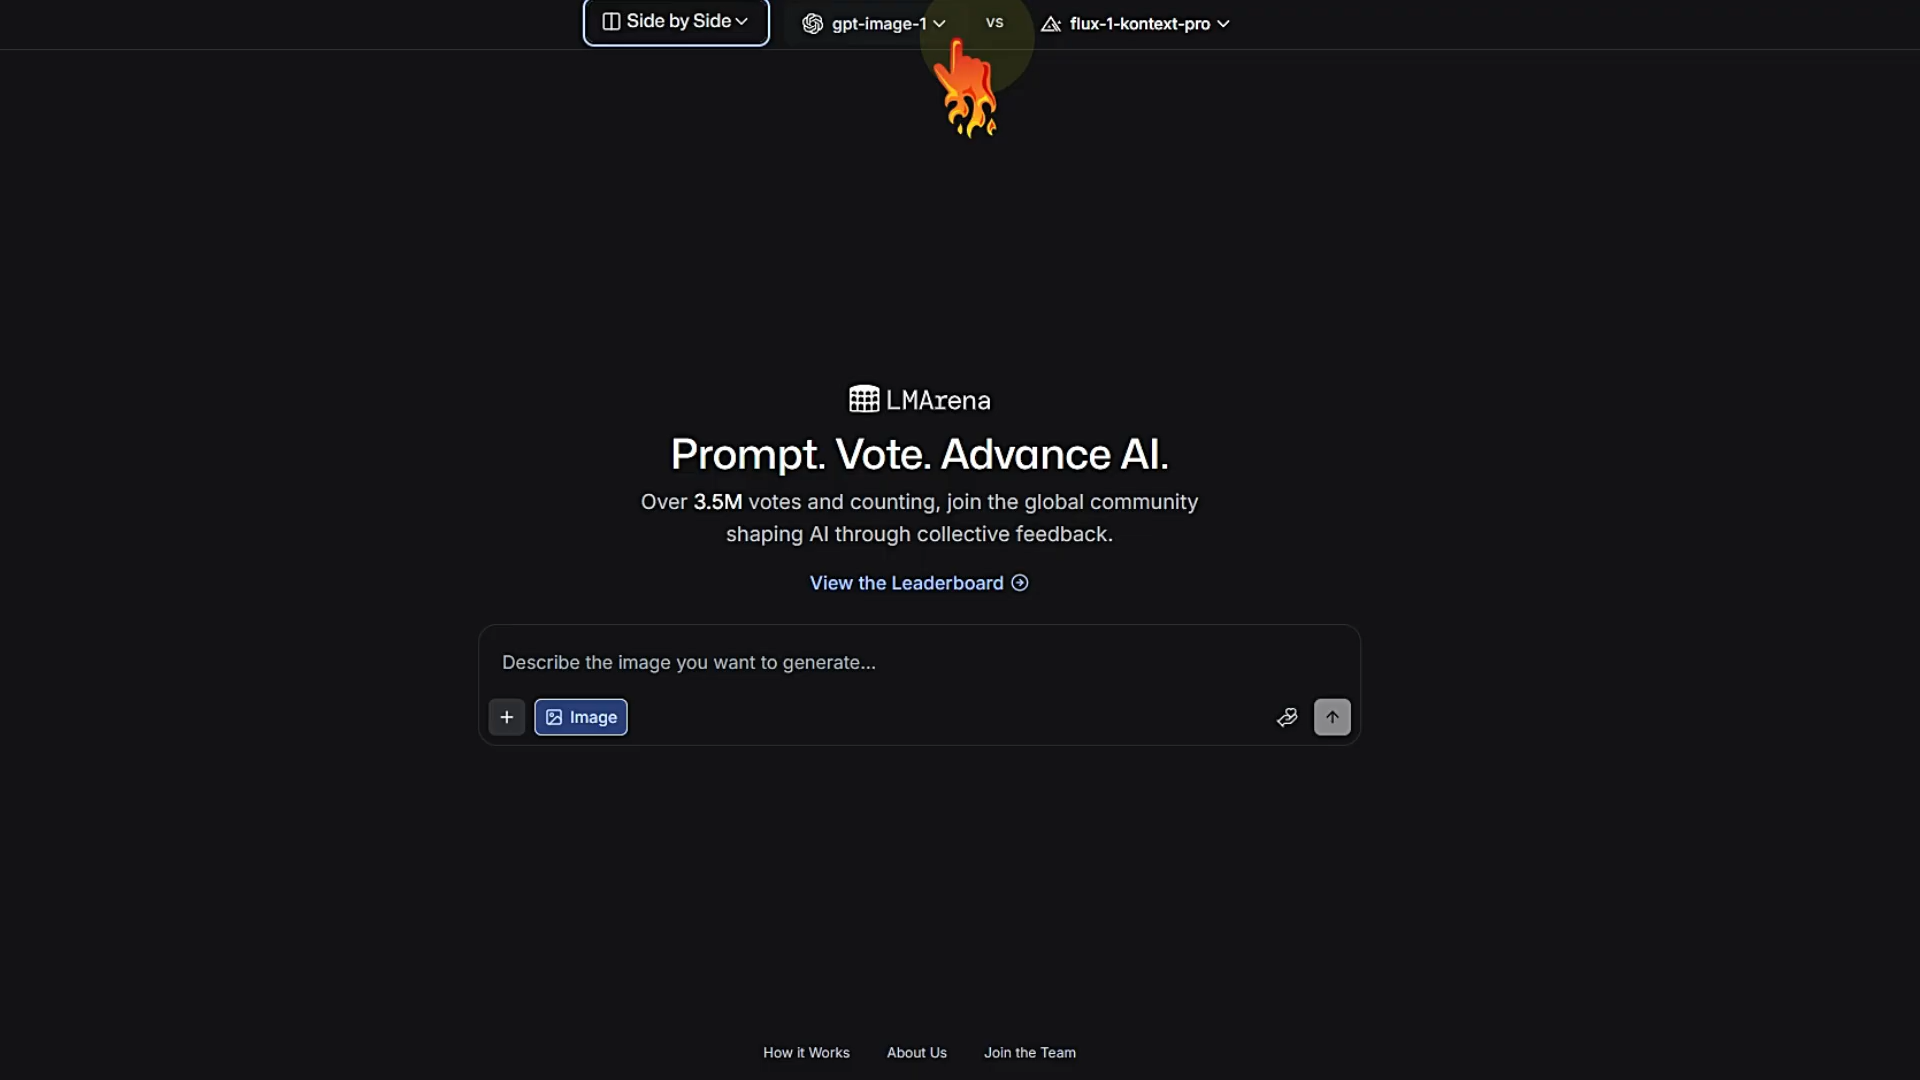 Side by Side
gpt-image-1
vs
flux-1-kontext-pro
LMArena
Prompt. Vote. Advance AI.
Over 3.5M votes and counting, join the global community
shaping AI through collective feedback.
View the Leaderboard
Describe the image you want to generate...
Image
How it Works
About Us
Join the Team